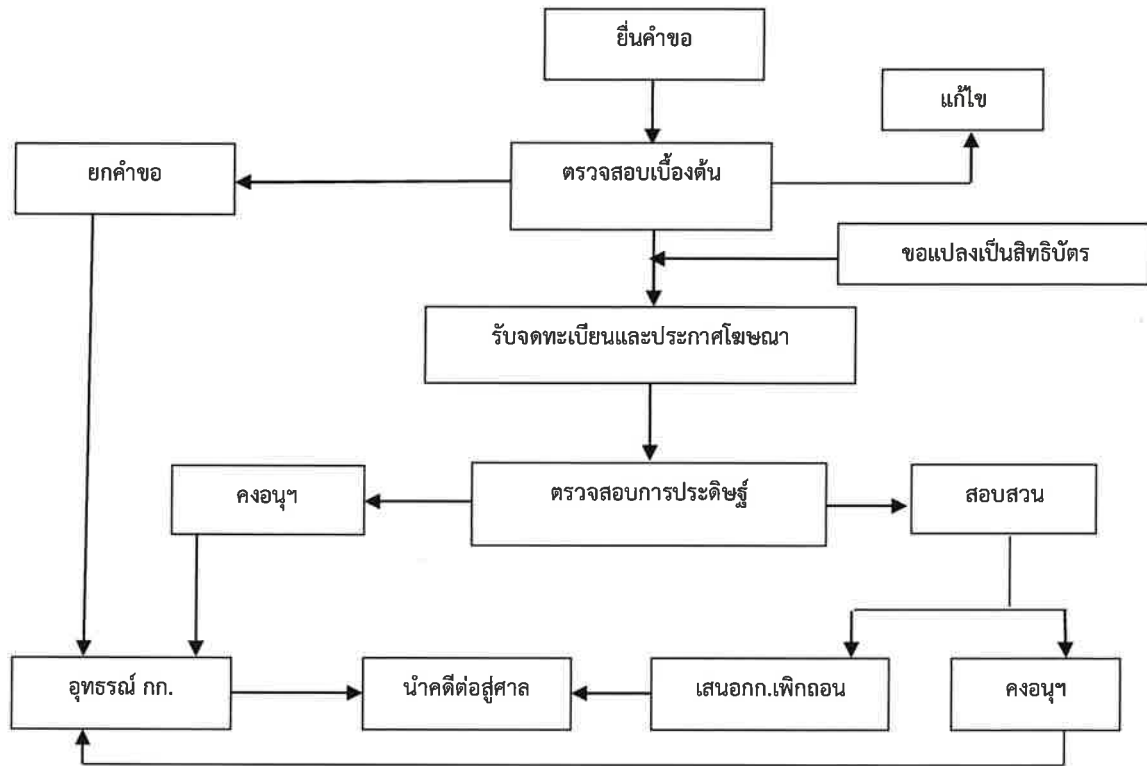 ยื่นคำขอ
แก้ไข
ยกคำขอ
ตรวจสอบเบื้องต้น
ขอแปลงเป็นสิทธิบัตร
รับจดทะเบียนและประกาศโฆษณา
คงอนุฯ
ตรวจสอบการประดิษฐ์
สอบสวน
อุทธรณ์ กก.
นำคดีต่อสู่ศาล
เสนอกก.เพิกถอน
คงอนุฯ